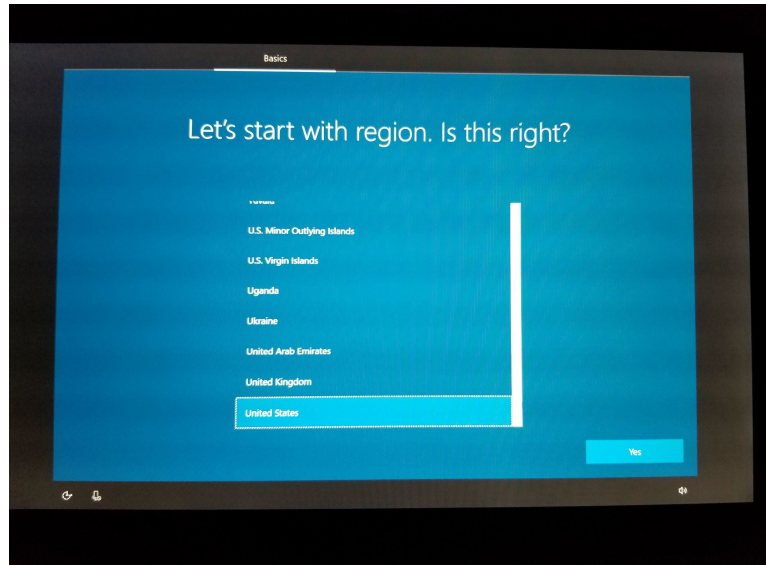 Basics
Let's start with region. Is this right?
Tuvalu
U.S. Minor Outlying Islands
U.S. Virgin Islands
Uganda
Ukraine
United Arab Emirates
United Kingdom
United States
Yes